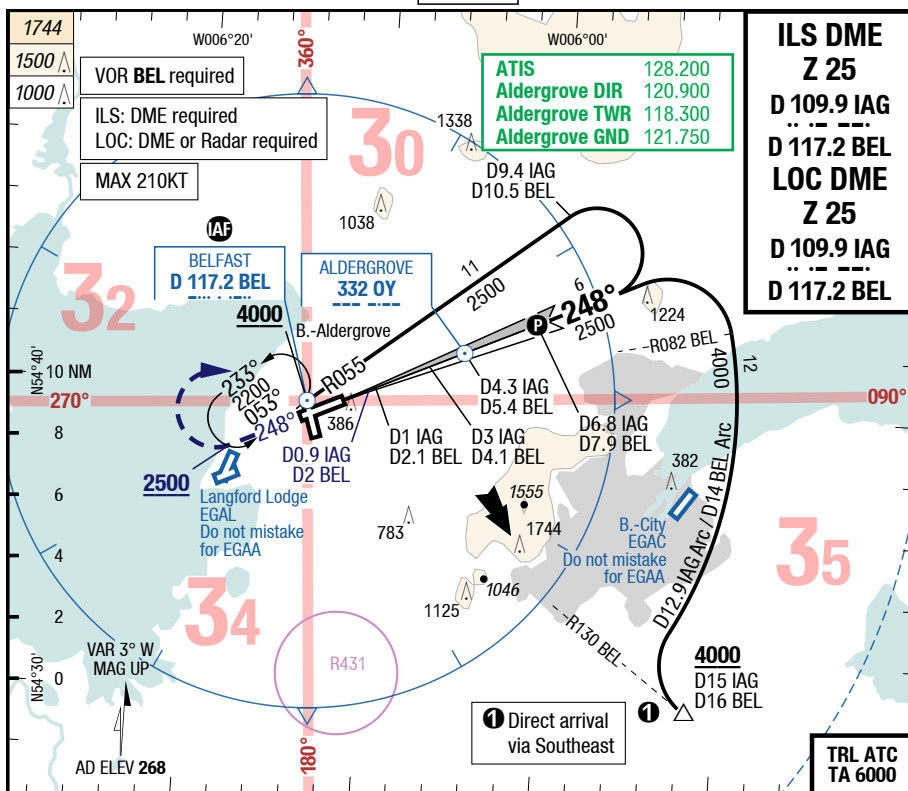 1744
1500
1000
W006°20'
W006°00'
360°
VOR BEL required
ILS: DME required
LOC: DME or Radar required
MAX 210KT
ATIS 128.200
Aldergrove DIR 120.900
Aldergrove TWR 118.300
Aldergrove GND 121.750
ILS DME
Z 25
D 109.9 IAG
D 117.2 BEL
LOC DME
Z 25
D 109.9 IAG
D 117.2 BEL
30
1338
D9.4 IAG
D10.5 BEL
1038
IAF
BELFAST
D 117.2 BEL
ALDERGROVE
332 OY
32
11
2500
6
248°
2500
P
1224
4000
B.-Aldergrove
R055
R082 BEL
12
4000
N54°40'
10 NM
233°
2200
053°
248°
270°
090°
386
D4.3 IAG
D5.4 BEL
D0.9 IAG
D2 BEL
D1 IAG
D2.1 BEL
D3 IAG
D4.1 BEL
D6.8 IAG
D7.9 BEL
8
2500
6
Langford Lodge
EGAL
Do not mistake
for EGAA
1555
1744
783
382
B.-City
EGAC
Do not mistake
for EGAA
D12.9 IAG Arc / D14 BEL Arc
35
4
1125
1046
34
2
R130 BEL
VAR 3° W
MAG UP
R431
4000
D15 IAG
D16 BEL
N54°30'
0
1 Direct arrival
via Southeast
1
180°
AD ELEV 268
TRL ATC
TA 6000